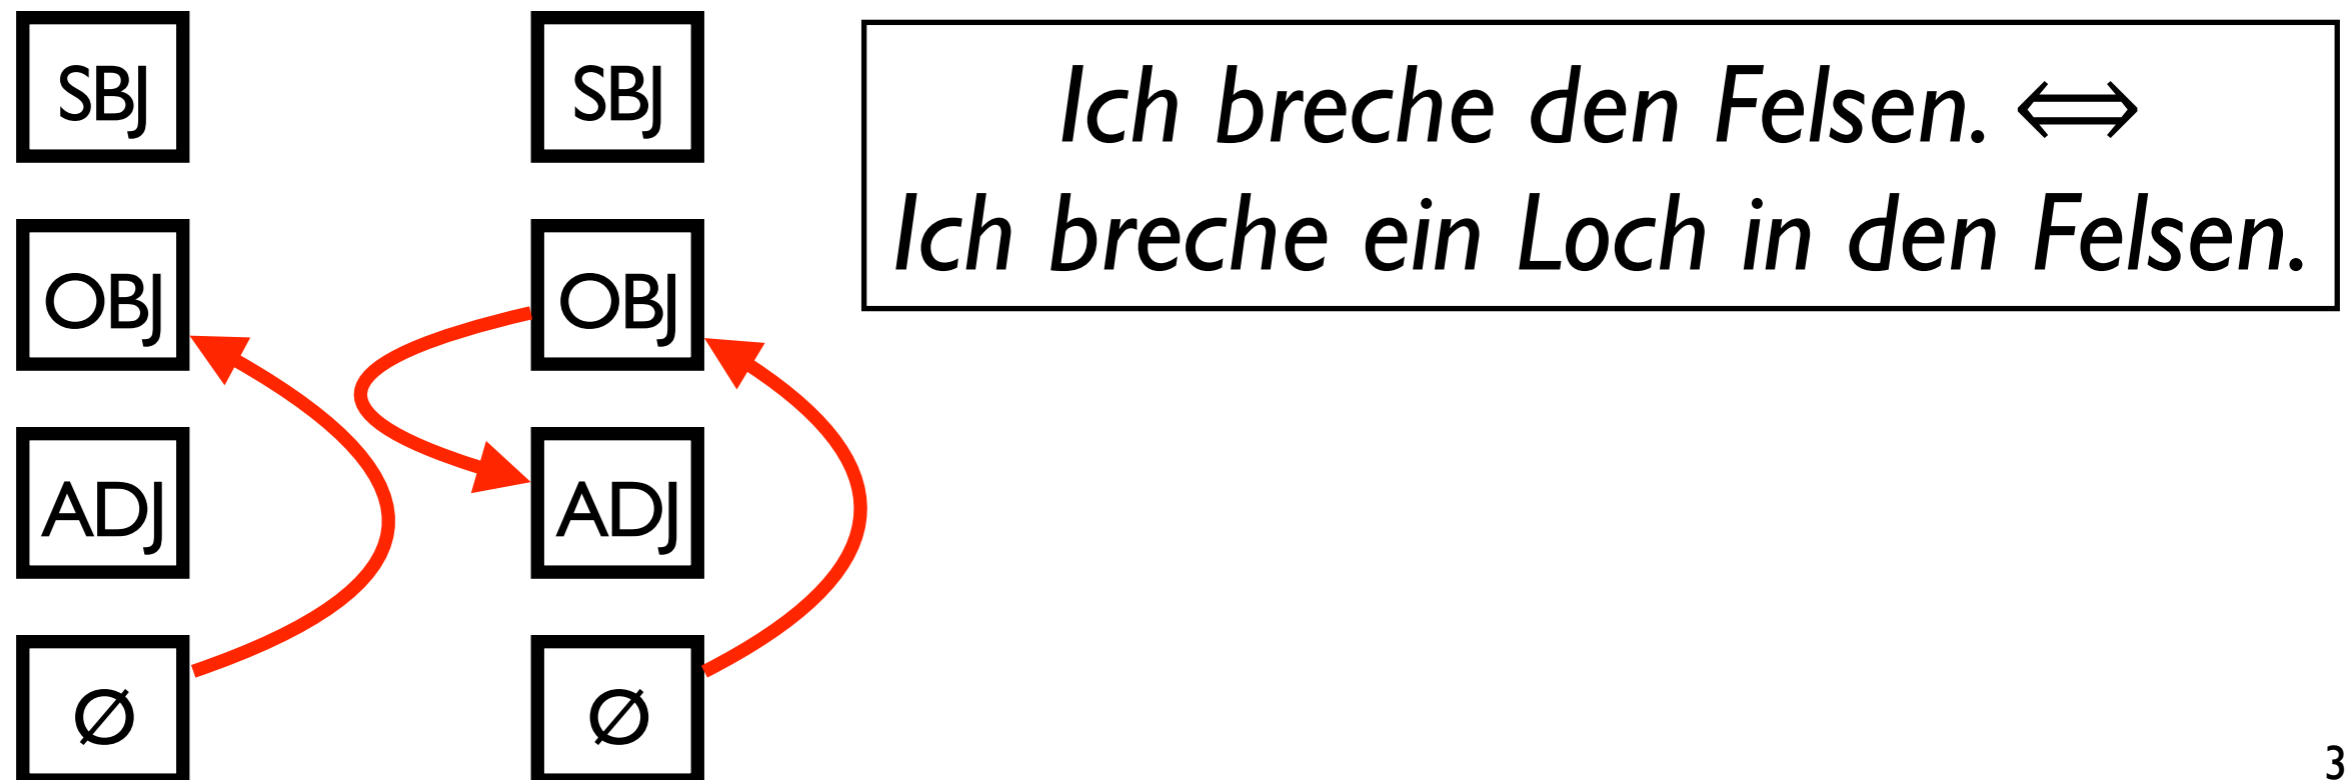 SBJ
OBJ
ADJ
Ø
SBJ
OBJ
ADJ
Ø
Ich breche den Felsen. ⟺
Ich breche ein Loch in den Felsen.
3